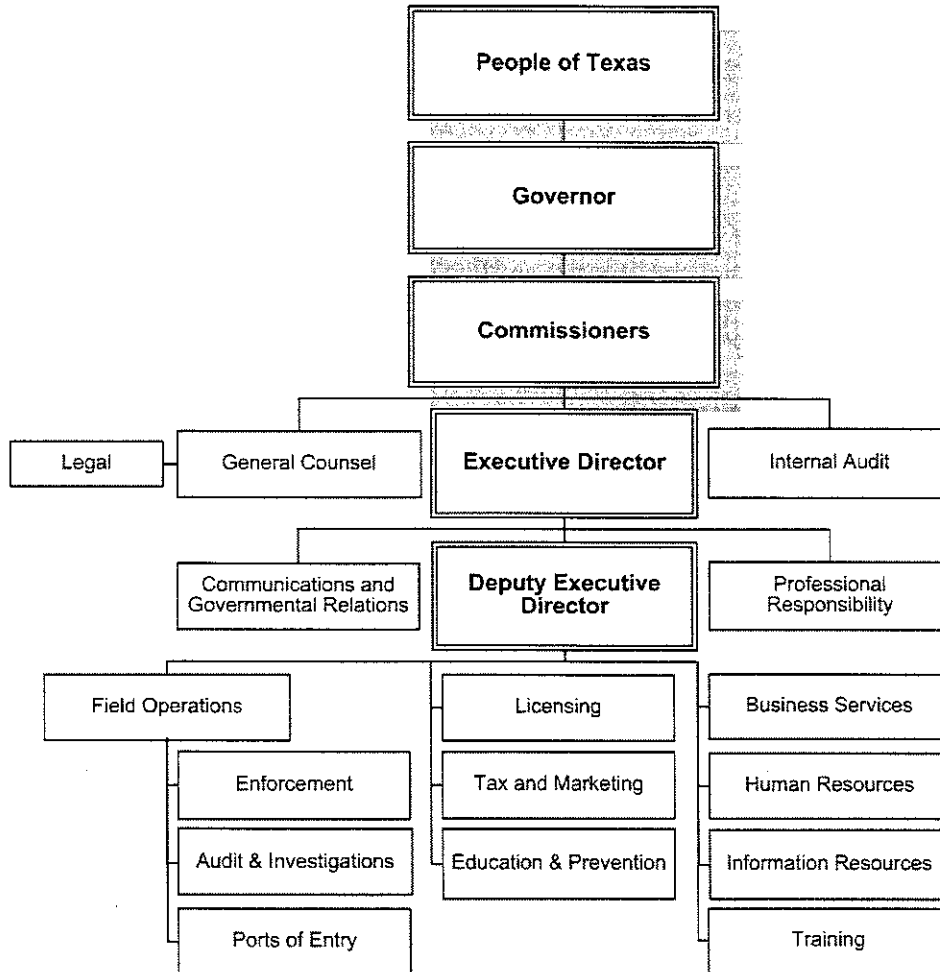 People of Texas
Governor
Commissioners
Legal
General Counsel
Executive Director
Internal Audit
Communications and
Governmental Relations
Deputy Executive
Director
Professional
Responsibility
Field Operations
Licensing
Business Services
Enforcement
Tax and Marketing
Human Resources
Audit & Investigations
Education & Prevention
Information Resources
Ports of Entry
Training